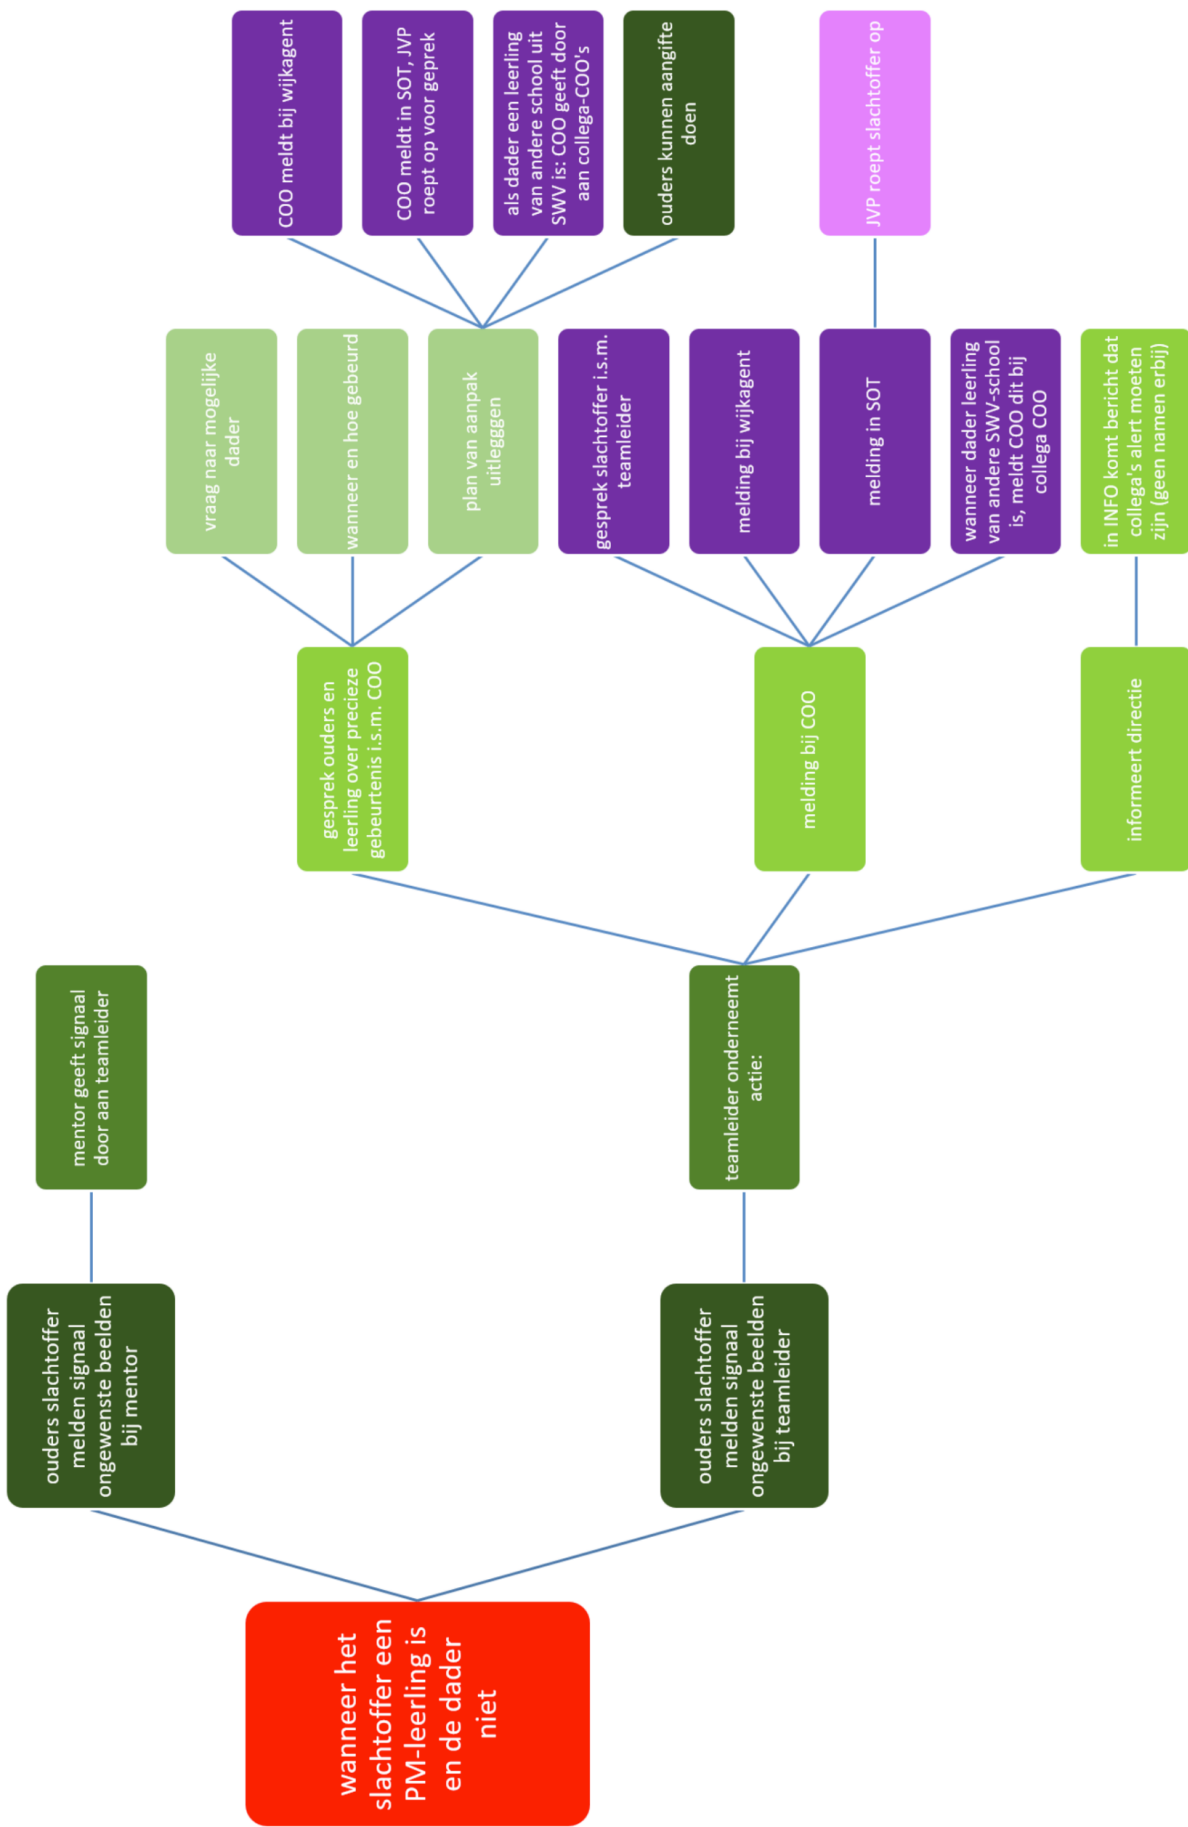 wanneer het
slachtoffer een
PM-leerling is
en de dader
niet
ouders slachtoffer
melden signaal
ongewenste beelden
bij mentor
mentor geeft signaal
door aan teamleider
ouders slachtoffer
melden signaal
ongewenste beelden
bij teamleider
teamleider onderneemt
actie:
gesprek ouders en
leerling over precieze
gebeurtenis i.s.m. COO
vraag naar mogelijke
dader
wanneer en hoe gebeurd
plan van aanpak
uitlegggen
COO meldt bij wijkagent
COO meldt in SOT, JVP
roept op voor geprek
als dader een leerling
van andere school uit
SWV is: COO geeft door
aan collega-COO's
ouders kunnen aangifte
doen
melding bij COO
gesprek slachtoffer i.s.m.
teamleider
melding bij wijkagent
melding in SOT
JVP roept slachtoffer op
wanneer dader leerling
van andere SWV-school
is, meldt COO dit bij
collega COO
informeert directie
in INFO komt bericht dat
collega's alert moeten
zijn (geen namen erbij)